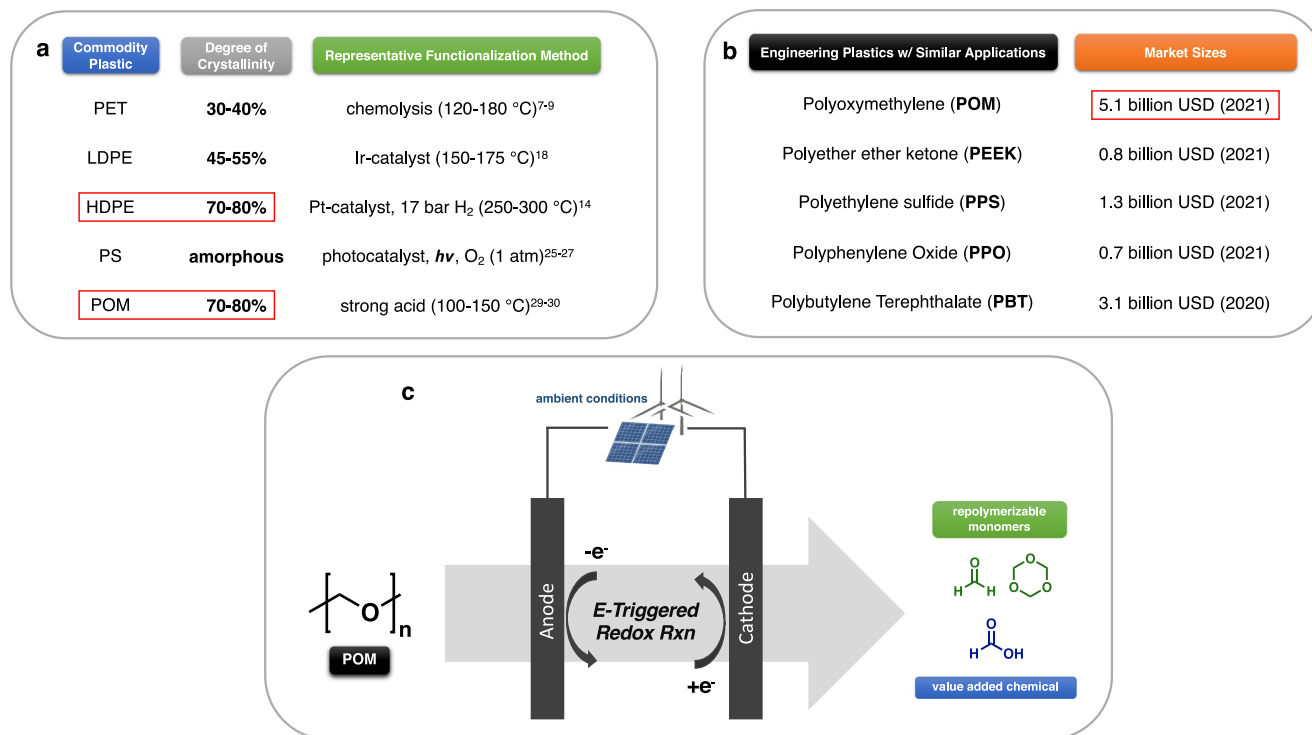 a
Commodity
Plastic
Degree of
Crystallinity
Representative Functionalization Method
PET 30-40% chemolysis (120-180 °C)7-9
LDPE 45-55% Ir-catalyst (150-175 °C)18
HDPE 70-80% Pt-catalyst, 17 bar H2 (250-300 °C)14
PS amorphous photocatalyst, hv, O2 (1 atm)25-27
POM 70-80% strong acid (100-150 °C)29-30
b
Engineering Plastics w/ Similar Applications Market Sizes
Polyoxymethylene (POM) 5.1 billion USD (2021)
Polyether ether ketone (PEEK) 0.8 billion USD (2021)
Polyethylene sulfide (PPS) 1.3 billion USD (2021)
Polyphenylene Oxide (PPO) 0.7 billion USD (2021)
Polybutylene Terephthalate (PBT) 3.1 billion USD (2020)
c
ambient conditions
O
n
POM
Anode
-e-
E-Triggered
Redox Rxn
+e-
Cathode
repolymerizable
monomers
O
H H
O
O O
O
H OH
value added chemical